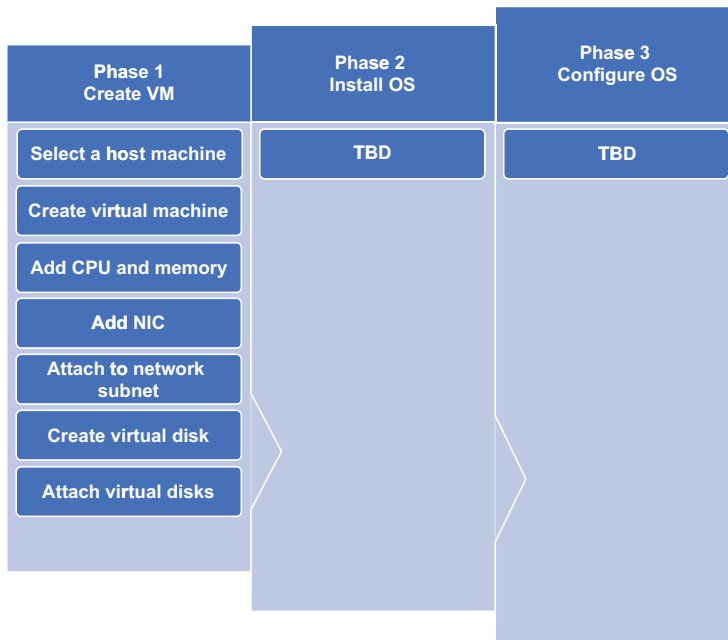 Phase 1
Create VM
Select a host machine
Create virtual machine
Add CPU and memory
Add NIC
Attach to network
subnet
Create virtual disk
Attach virtual disks
Phase 2
Install OS
TBD
Phase 3
Configure OS
TBD